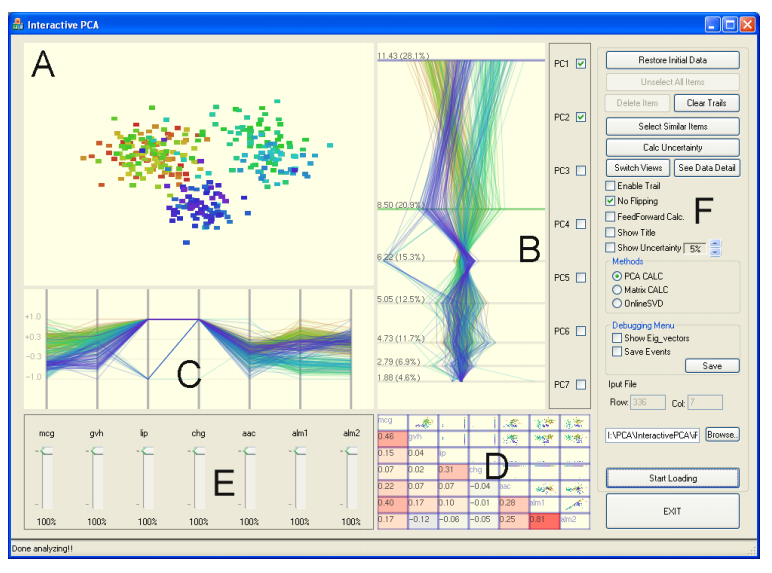 Interactive PCA
A
11.43 (28.1%)
8.50 (20.9%)
6.22 (15.3%)
5.05 (12.5%)
4.73 (11.7%)
2.79 (6.9%)
1.88 (4.6%)
B
PC1
PC2
PC3
PC4
PC5
PC6
PC7
Restore Initial Data
Unselect All Items
Delete Item Clear Trails
Select Similar Items
Calc Uncertainty
Switch Views See Data Detail
Enable Trail
No Flipping
FeedForward Calc.
Show Title
Show Uncertainty 5%
F
Methods
PCA CALC
Matrix CALC
OnlineSVD
Debugging Menu
Show Eig_vectors
Save Events
Save
Iput File
Row: 336 Col: 7
I:\PCA\InteractivePCA\iF Browse..
Start Loading
EXIT
+1.0
+0.3
-0.3
-1.0
C
mcg gvh lip chg aac alm1 alm2
E
100% 100% 100% 100% 100% 100% 100%
mcg
0.46 gvh
0.15 0.04 lip
0.07 0.02 0.31 chg
0.22 0.07 0.07 -0.04 aac
0.40 0.17 0.10 -0.01 0.28 alm1
0.17 -0.12 -0.06 -0.05 0.25 0.81 alm2
D
Done analyzing!!